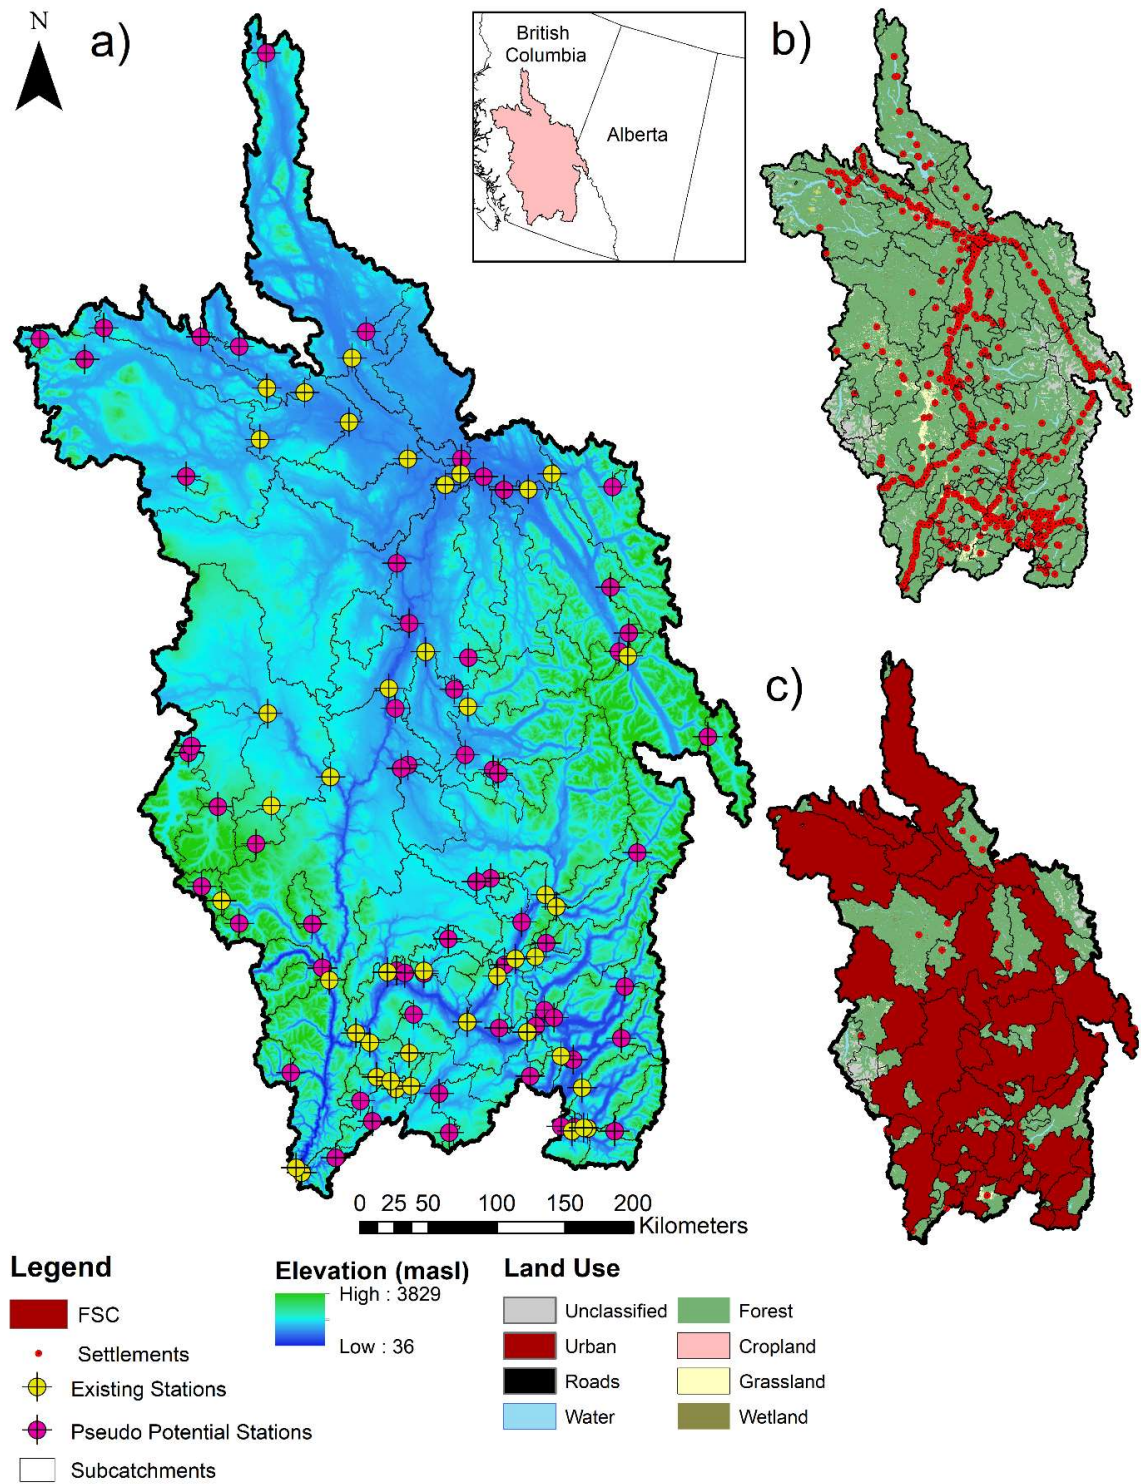 N
a)
British
Columbia
Alberta
b)
c)
0 25 50 100 150 200
Kilometers
Legend
FSC
Settlements
Existing Stations
Pseudo Potential Stations
Subcatchments
Elevation (masl)
High : 3829
Low : 36
Land Use
Unclassified
Urban
Roads
Water
Forest
Cropland
Grassland
Wetland